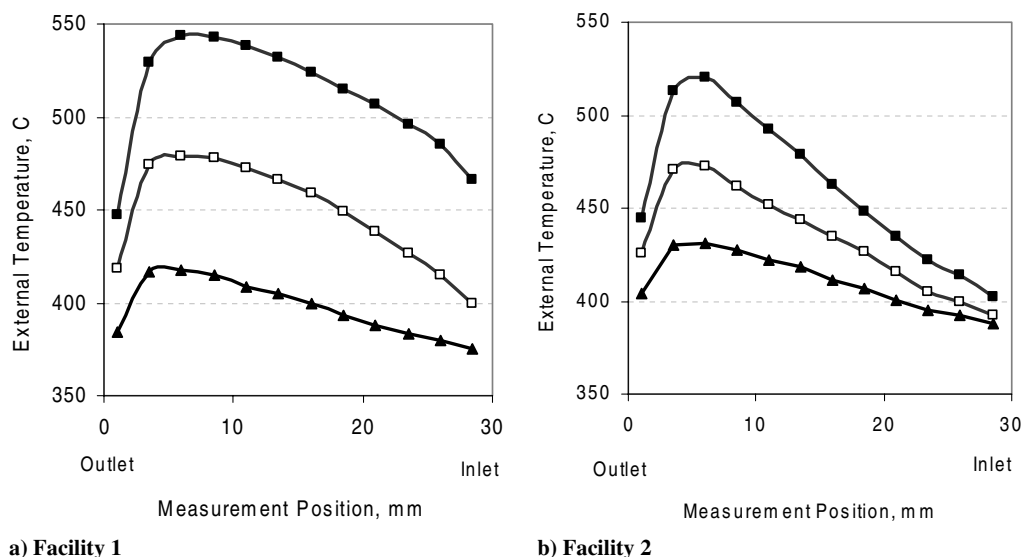 550
500
450
400
350
External Temperature, C
0
10
20
30
Outlet
Inlet
Measurement Position, mm
a) Facility 1
550
500
450
400
350
External Temperature, C
0
10
20
30
Outlet
Inlet
Measurement Position, mm
b) Facility 2